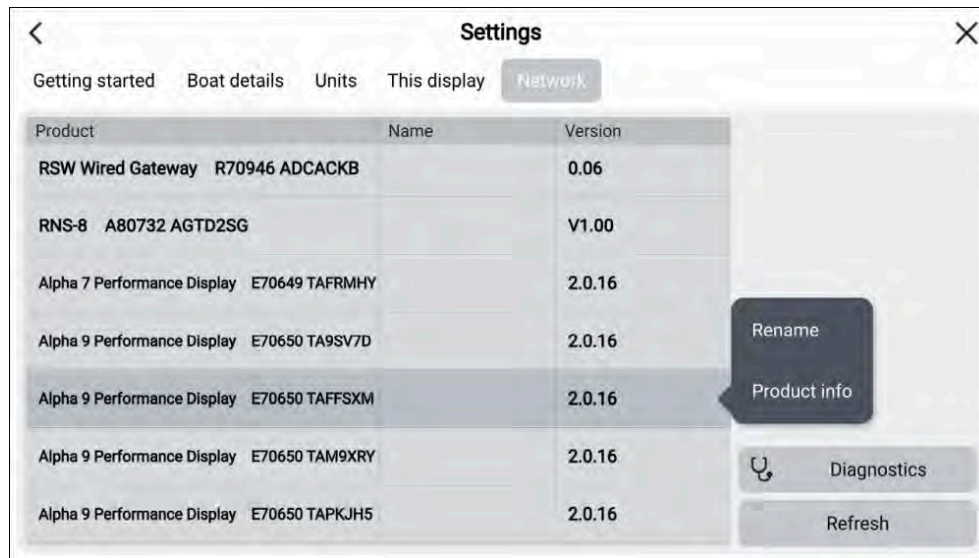 Settings
Getting started Boat details Units This display Network
Product Name Version
RSW Wired Gateway R70946 ADCACKB 0.06
RNS-8 A80732 AGTD2SG V1.00
Alpha 7 Performance Display E70649 TAFRMHY 2.0.16
Alpha 9 Performance Display E70650 TA9SV7D 2.0.16
Alpha 9 Performance Display E70650 TAFFSXM 2.0.16
Alpha 9 Performance Display E70650 TAM9XRY 2.0.16
Alpha 9 Performance Display E70650 TAPKJH5 2.0.16
Rename
Product info
Diagnostics
Refresh